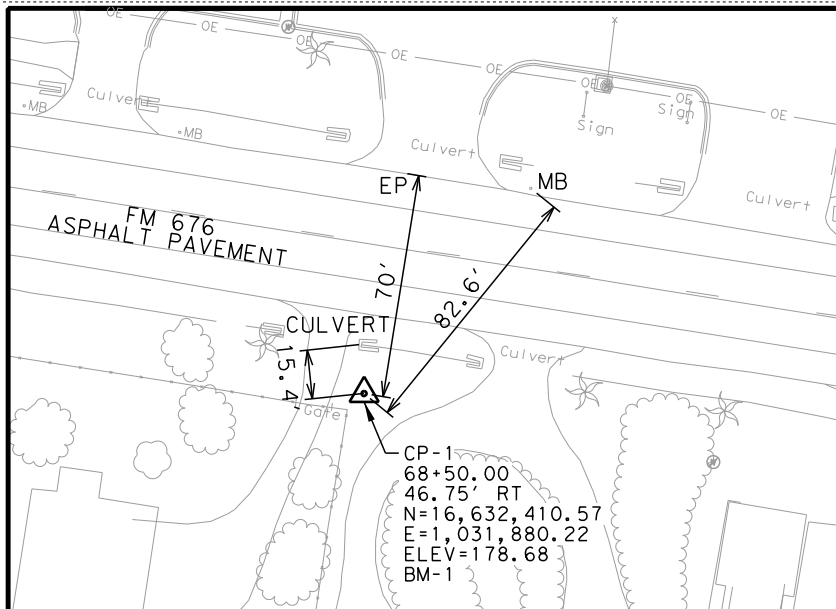 OE
OE
OE
OE
OE
OE
OE
MB
Culvert
MB
Culvert
Sign
Sign
EP
MB
Culvert
FM 676
ASPHALT PAVEMENT
70'
82.6'
CULVERT
15.4'
Culvert
Gate
CP-1
68+50.00
46.75' RT
N=16,632,410.57
E=1,031,880.22
ELEV=178.68
BM-1